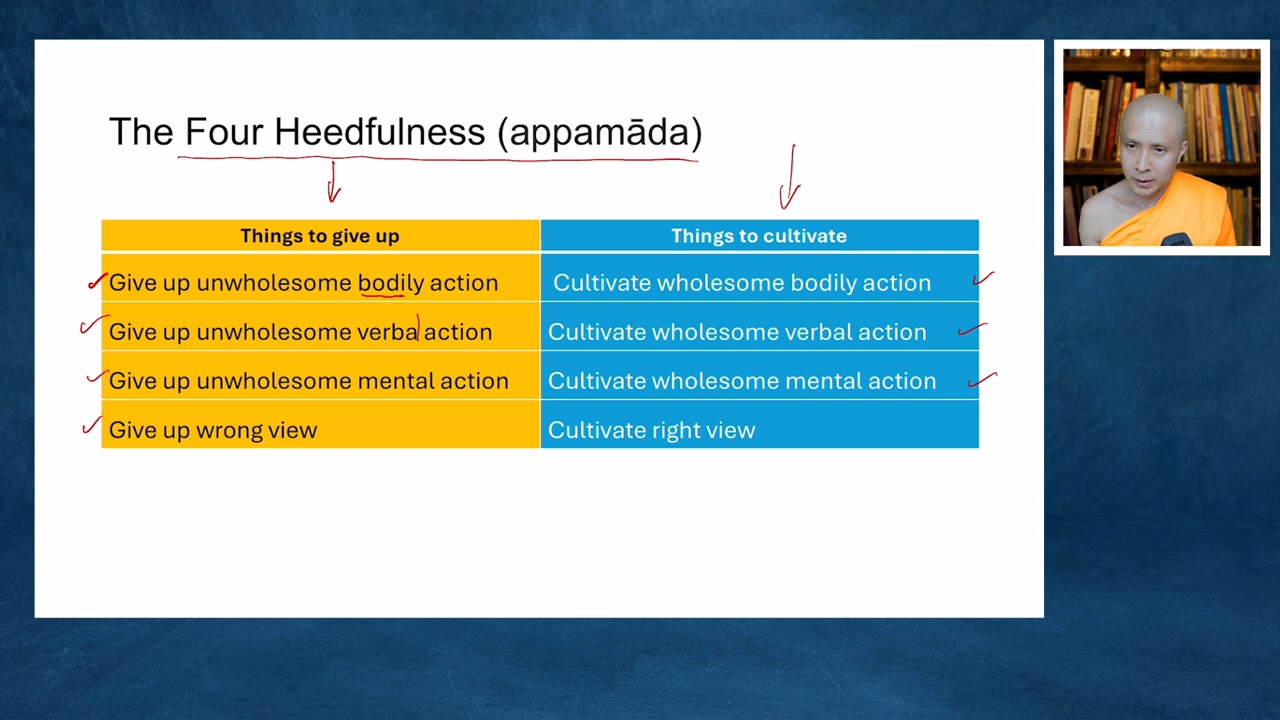 The Four Heedfulness (appamāda)
Things to give up
Things to cultivate
Give up unwholesome bodily action
Cultivate wholesome bodily action
Give up unwholesome verbal action
Cultivate wholesome verbal action
Give up unwholesome mental action
Cultivate wholesome mental action
Give up wrong view
Cultivate right view